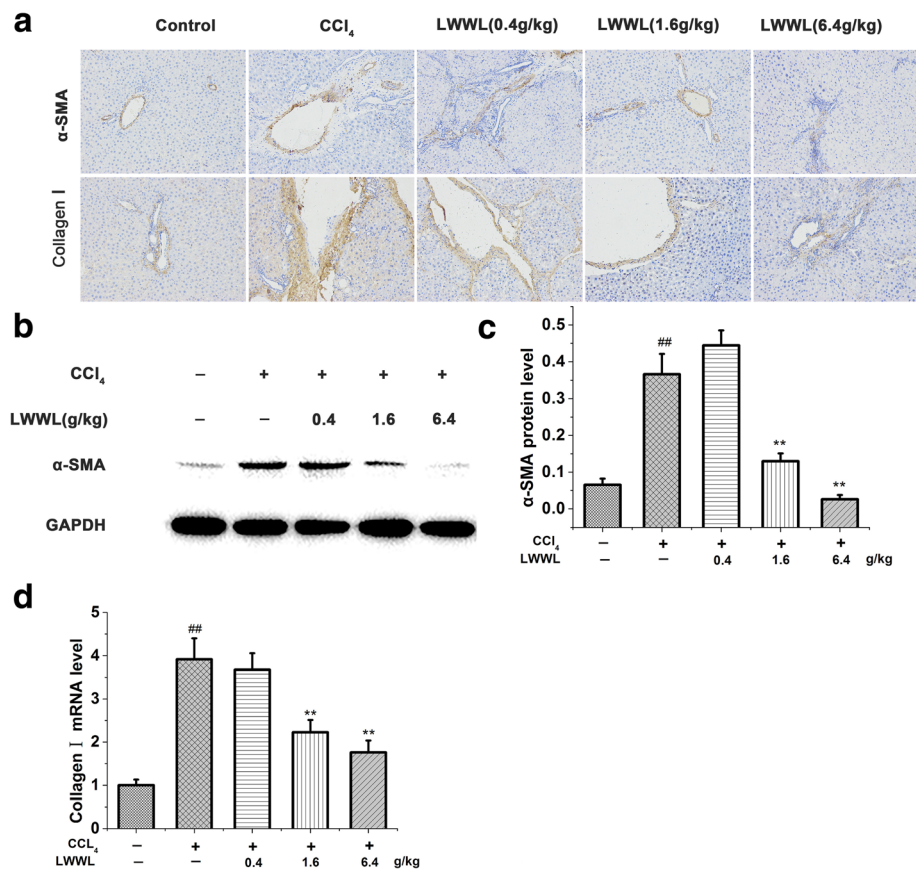 a
Control CCl₄ LWWL(0.4g/kg) LWWL(1.6g/kg) LWWL(6.4g/kg)
α-SMA
Collagen I
b
CCl₄ – + + + +
LWWL(g/kg) – – 0.4 1.6 6.4
α-SMA
GAPDH
c
α-SMA protein level
0.5
0.4
0.3
0.2
0.1
0.0
##
**
**
CCl₄ – + + + +
LWWL – – 0.4 1.6 6.4 g/kg
d
Collagen Ⅰ mRNA level
5
4
3
2
1
0
##
**
**
CCL₄ – + + + +
LWWL – – 0.4 1.6 6.4 g/kg